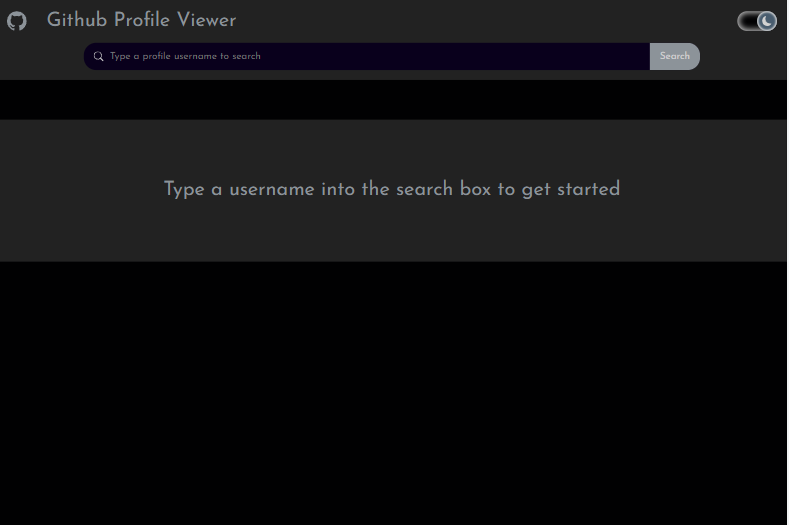 Github Profile Viewer
Type a profile username to search
Search
Type a username into the search box to get started